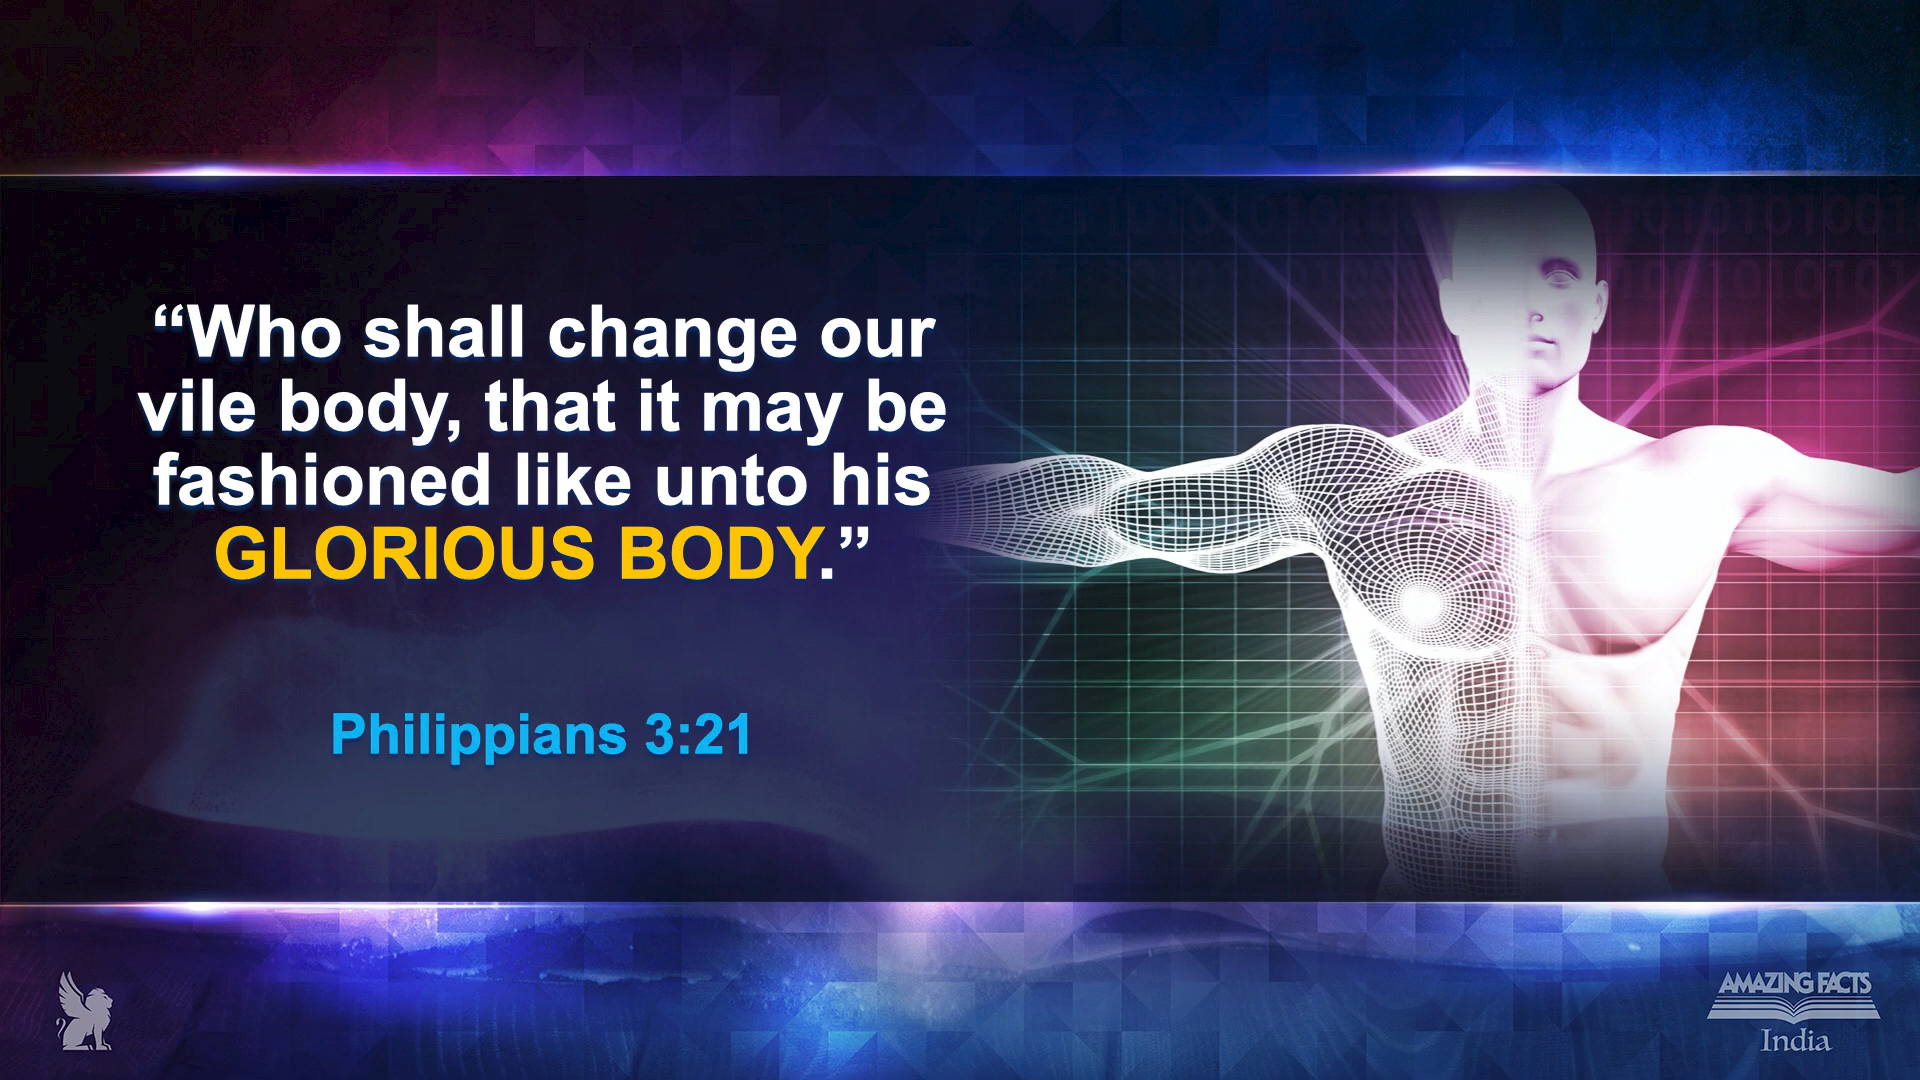 “Who shall change our
vile body, that it may be
fashioned like unto his
GLORIOUS BODY.”
Philippians 3:21
AMAZING FACTS
India